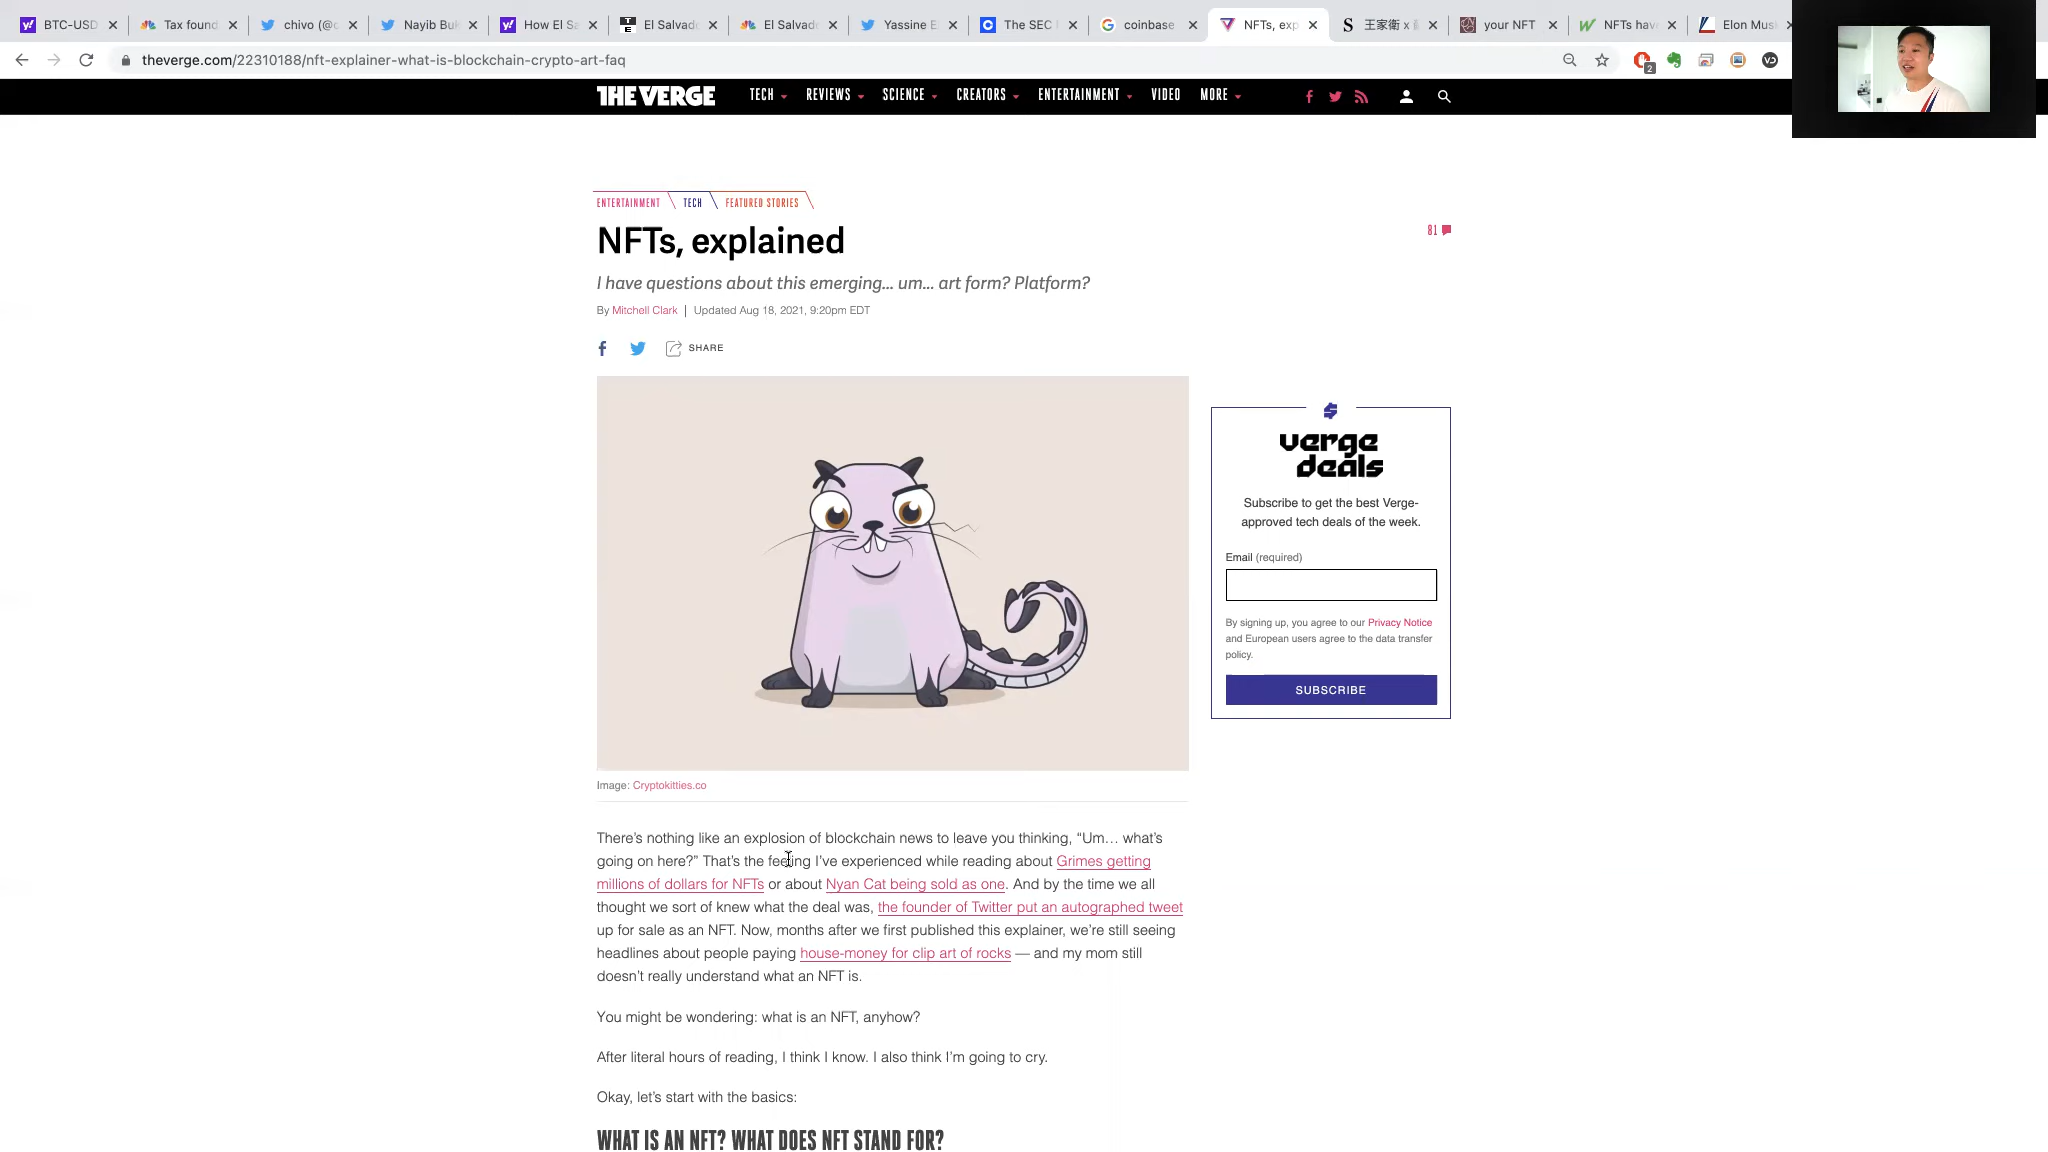 BTC-USD
Tax found
chivo (@c
Nayib Buk
How El Sa
El Salvado
El Salvado
Yassine E
The SEC
coinbase
NFTs, exp
王家衛 x
your NFT
NFTs have
Elon Mus
theverge.com/22310188/nft-explainer-what-is-blockchain-crypto-art-faq
2
THE VERGE
TECH
REVIEWS
SCIENCE
CREATORS
ENTERTAINMENT
VIDEO
MORE
ENTERTAINMENT
TECH
FEATURED STORIES
NFTs, explained
81
I have questions about this emerging... um... art form? Platform?
By Mitchell Clark | Updated Aug 18, 2021, 9:20pm EDT
SHARE
verge
deals
Subscribe to get the best Verge-
approved tech deals of the week.
Email (required)
By signing up, you agree to our Privacy Notice
and European users agree to the data transfer
policy.
SUBSCRIBE
Image: Cryptokitties.co
There’s nothing like an explosion of blockchain news to leave you thinking, “Um… what’s
going on here?” That’s the feeling I’ve experienced while reading about Grimes getting
millions of dollars for NFTs or about Nyan Cat being sold as one. And by the time we all
thought we sort of knew what the deal was, the founder of Twitter put an autographed tweet
up for sale as an NFT. Now, months after we first published this explainer, we’re still seeing
headlines about people paying house-money for clip art of rocks — and my mom still
doesn’t really understand what an NFT is.
You might be wondering: what is an NFT, anyhow?
After literal hours of reading, I think I know. I also think I’m going to cry.
Okay, let’s start with the basics:
WHAT IS AN NFT? WHAT DOES NFT STAND FOR?